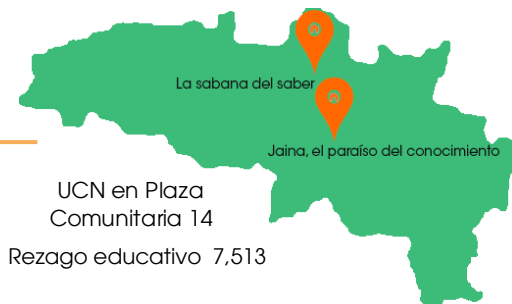 La sabana del saber
Jaina, el paraíso del conocimiento
UCN en Plaza
Comunitaria 14
Rezago educativo 7,513